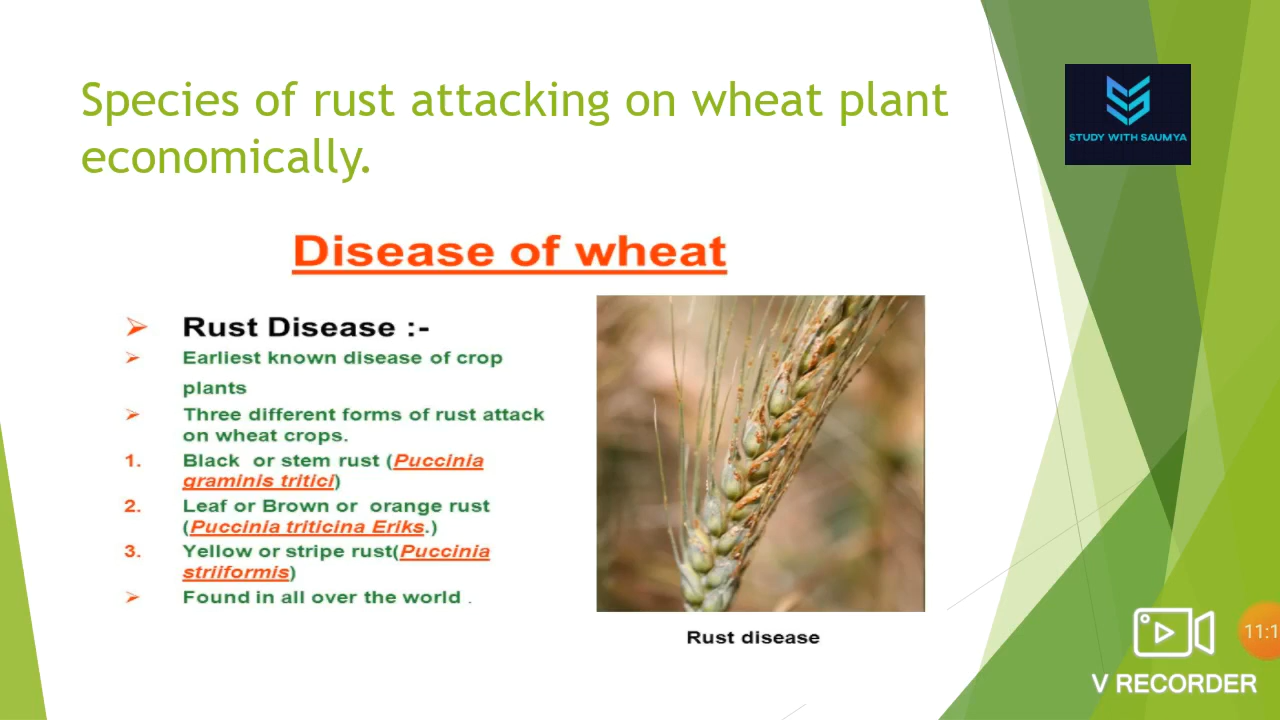 Species of rust attacking on wheat plant
economically.
STUDY WITH SAUMYA
Disease of wheat
➢ Rust Disease :-
➢ Earliest known disease of crop
plants
➢ Three different forms of rust attack
on wheat crops.
1. Black or stem rust (Puccinia
graminis tritici)
2. Leaf or Brown or orange rust
(Puccinia triticina Eriks.)
3. Yellow or stripe rust(Puccinia
striiformis)
➢ Found in all over the world .
Rust disease
11:1
V RECORDER